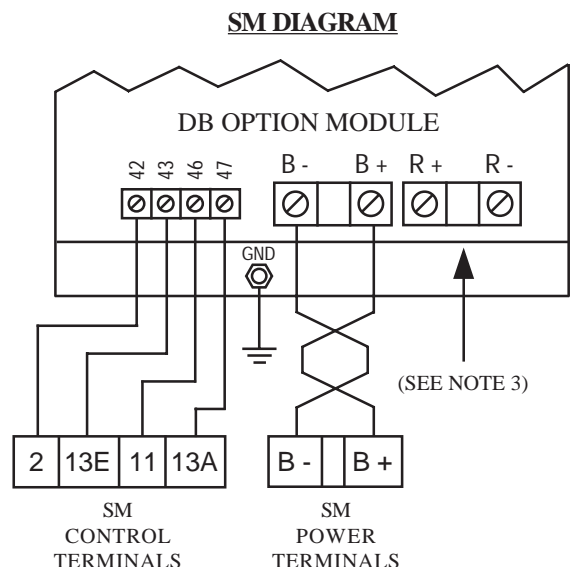 SM DIAGRAM
DB OPTION MODULE
42 43 46 47
B - B + R + R -
GND
(SEE NOTE 3)
2 13E 11 13A
B - B +
SM
CONTROL
TERMINALS
SM
POWER
TERMINALS